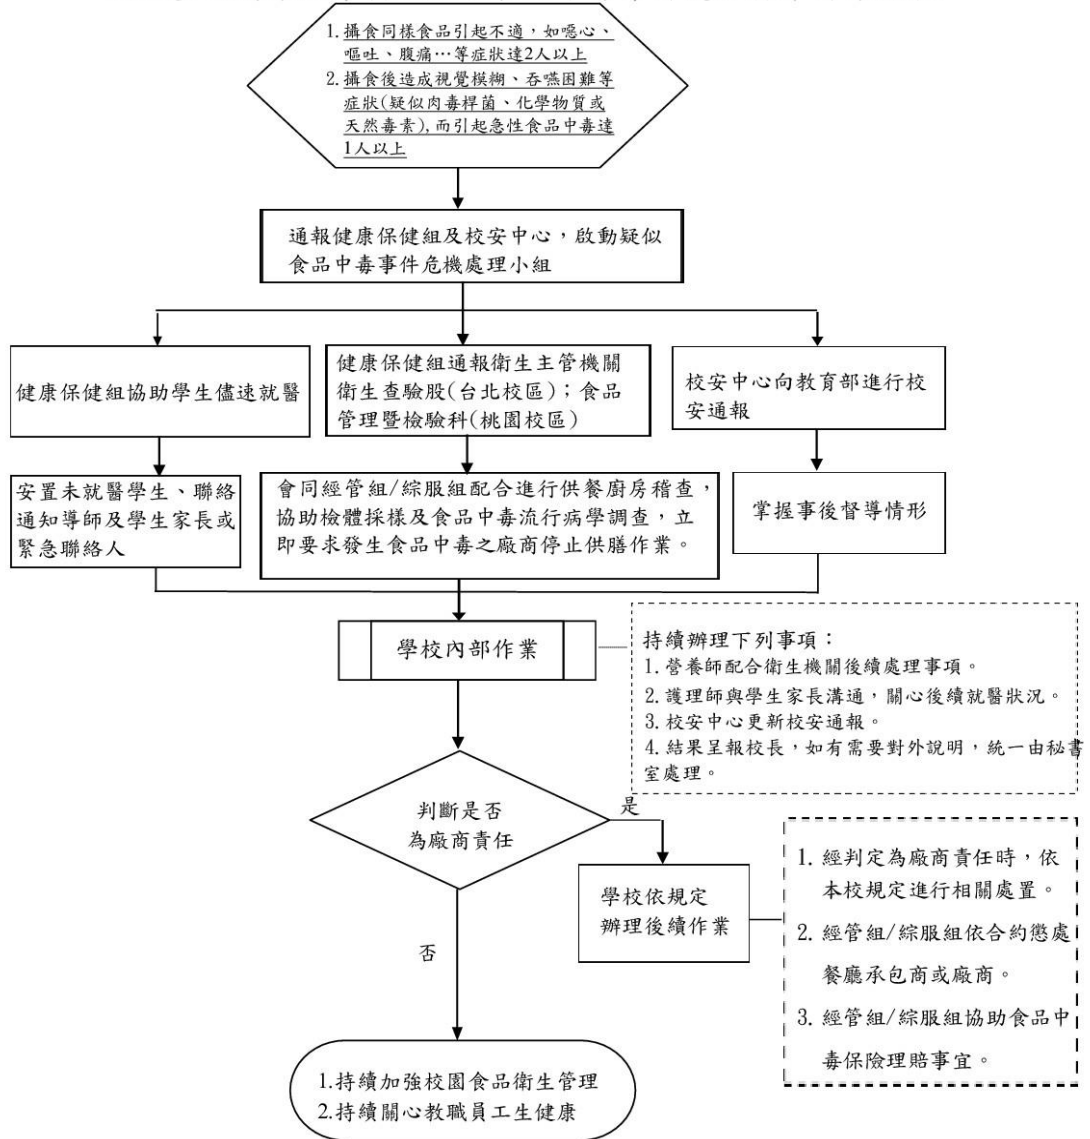 1. 攝食同樣食品引起不適，如噁心、
嘔吐、腹痛…等症狀達2人以上
2. 攝食後造成視覺模糊、吞嚥困難等
症狀(疑似肉毒桿菌、化學物質或
天然毒素),而引起急性食品中毒達
1人以上
通報健康保健組及校安中心，啟動疑似
食品中毒事件危機處理小組
健康保健組協助學生儘速就醫
健康保健組通報衛生主管機關
衛生查驗股(台北校區)；食品
管理暨檢驗科(桃園校區)
校安中心向教育部進行校
安通報
安置未就醫學生、聯絡
通知導師及學生家長或
緊急聯絡人
會同經管組/綜服組配合進行供餐廚房稽查，
協助檢體採樣及食品中毒流行病學調查，立
即要求發生食品中毒之廠商停止供膳作業。
掌握事後督導情形
學校內部作業
持續辦理下列事項：
1. 營養師配合衛生機關後續處理事項。
2. 護理師與學生家長溝通，關心後續就醫狀況。
3. 校安中心更新校安通報。
4. 結果呈報校長，如有需要對外說明，統一由秘書
室處理。
判斷是否
為廠商責任
是
學校依規定
辦理後續作業
1. 經判定為廠商責任時，依
本校規定進行相關處置。
2. 經管組/綜服組依合約懲處
餐廳承包商或廠商。
3. 經管組/綜服組協助食品中
毒保險理賠事宜。
否
1.持續加強校園食品衛生管理
2.持續關心教職員工生健康